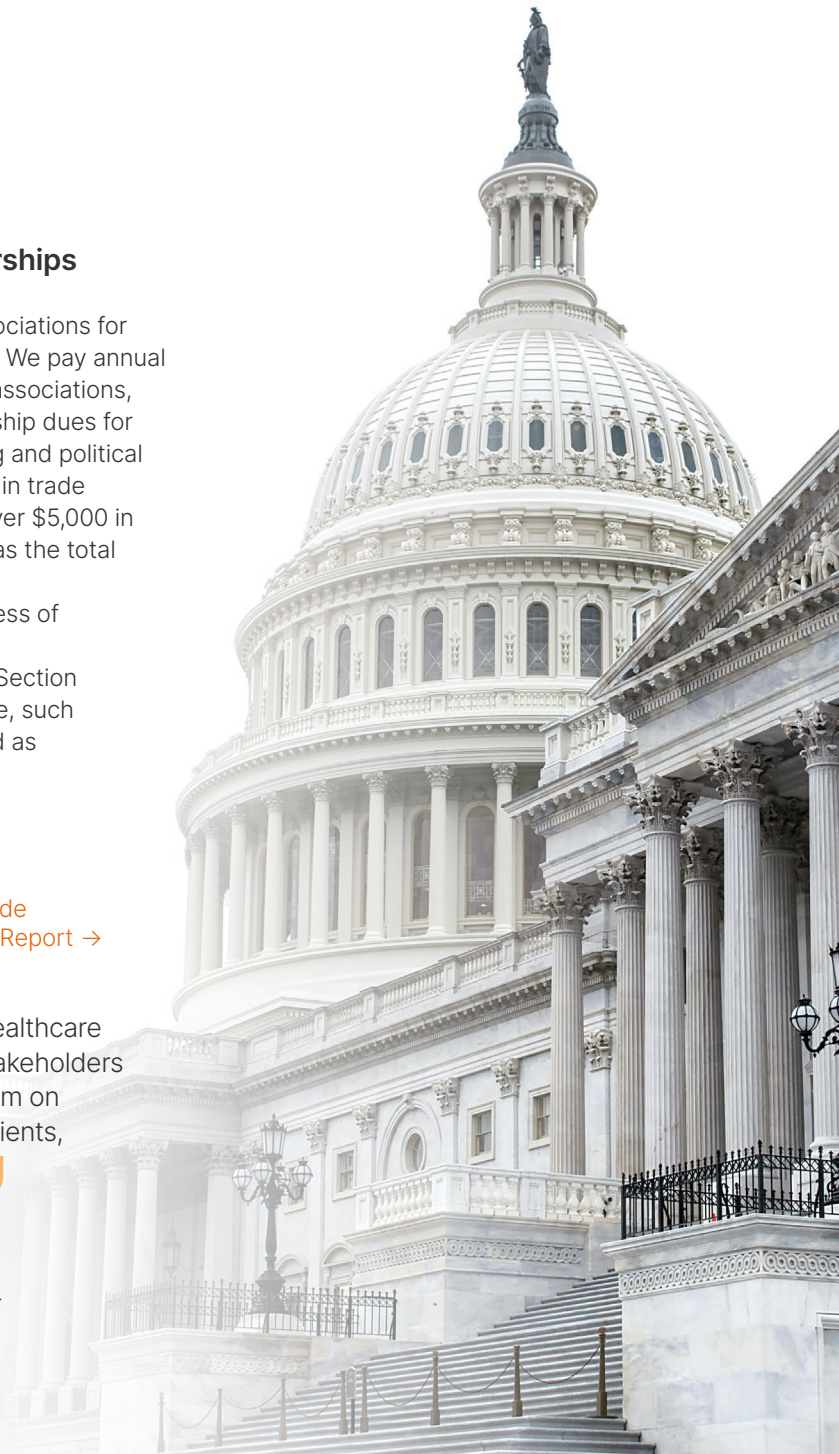 rships
ociations for
We pay annual
associations,
ship dues for
g and political
in trade
er $5,000 in
as the total
ess of
Section
e, such
d as
de
Report →
ealthcare
akeholders
m on
ients,